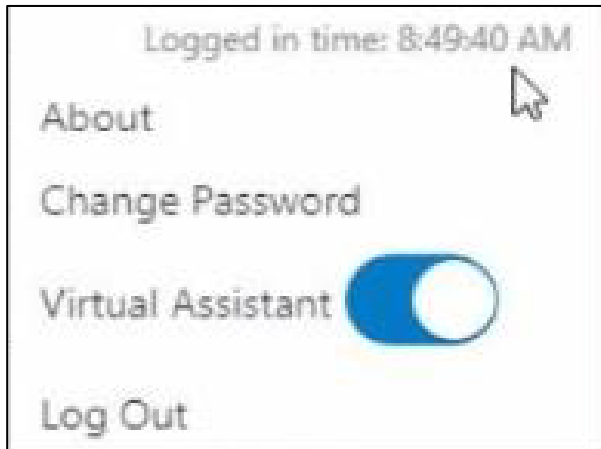 Logged in time: 8:49:40 AM
About
Change Password
Virtual Assistant
Log Out